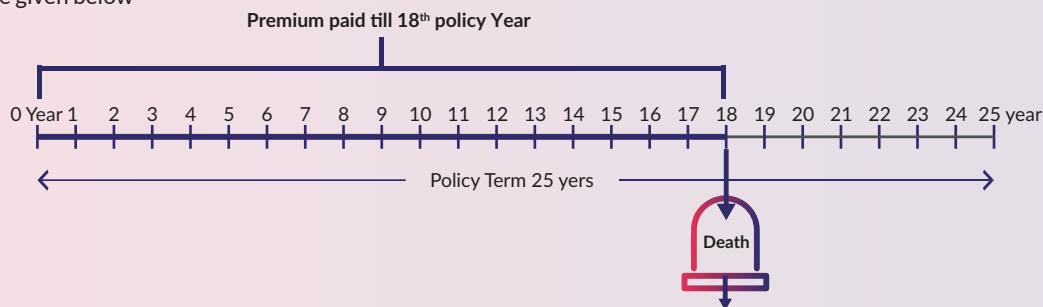 e given below
Premium paid till 18th policy Year
0 Year 1 2 3 4 5 6 7 8 9 10 11 12 13 14 15 16 17 18 19 20 21 22 23 24 25 year
Policy Term 25 yers
Death